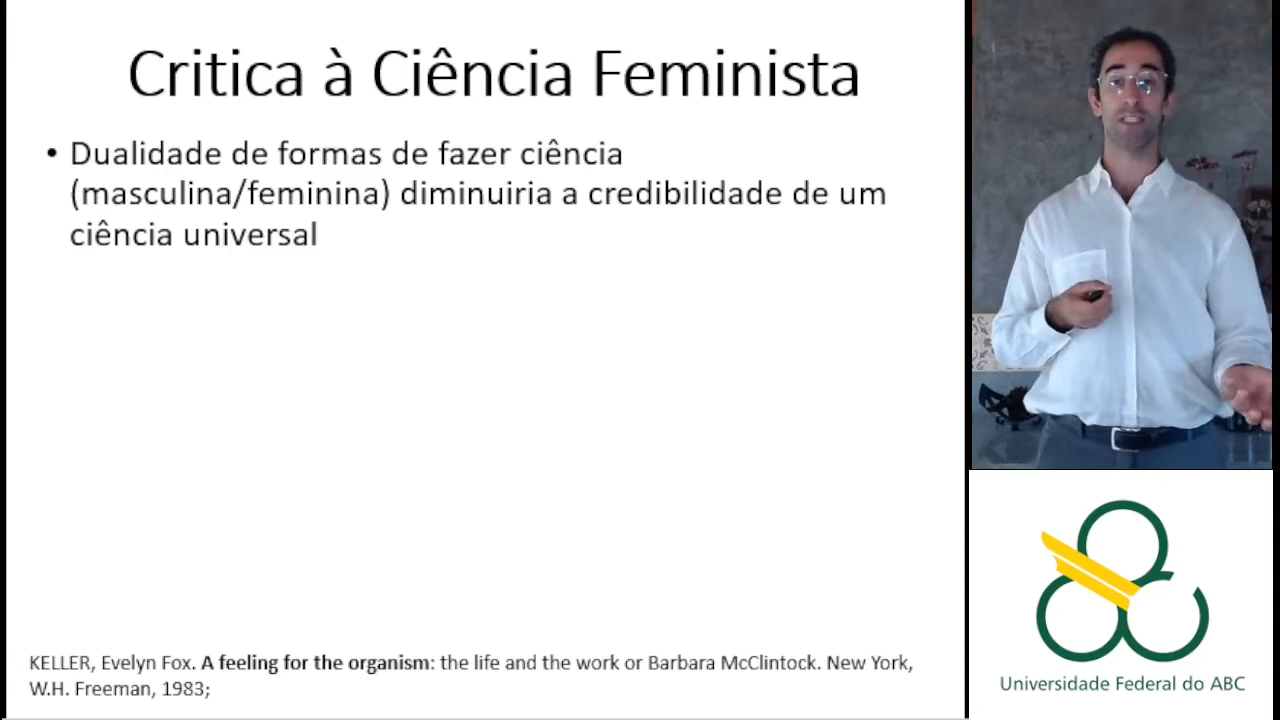 Critica à Ciência Feminista
• Dualidade de formas de fazer ciência
(masculina/feminina) diminuiria a credibilidade de um
ciência universal
KELLER, Evelyn Fox. A feeling for the organism: the life and the work or Barbara McClintock. New York,
W.H. Freeman, 1983;
Universidade Federal do ABC